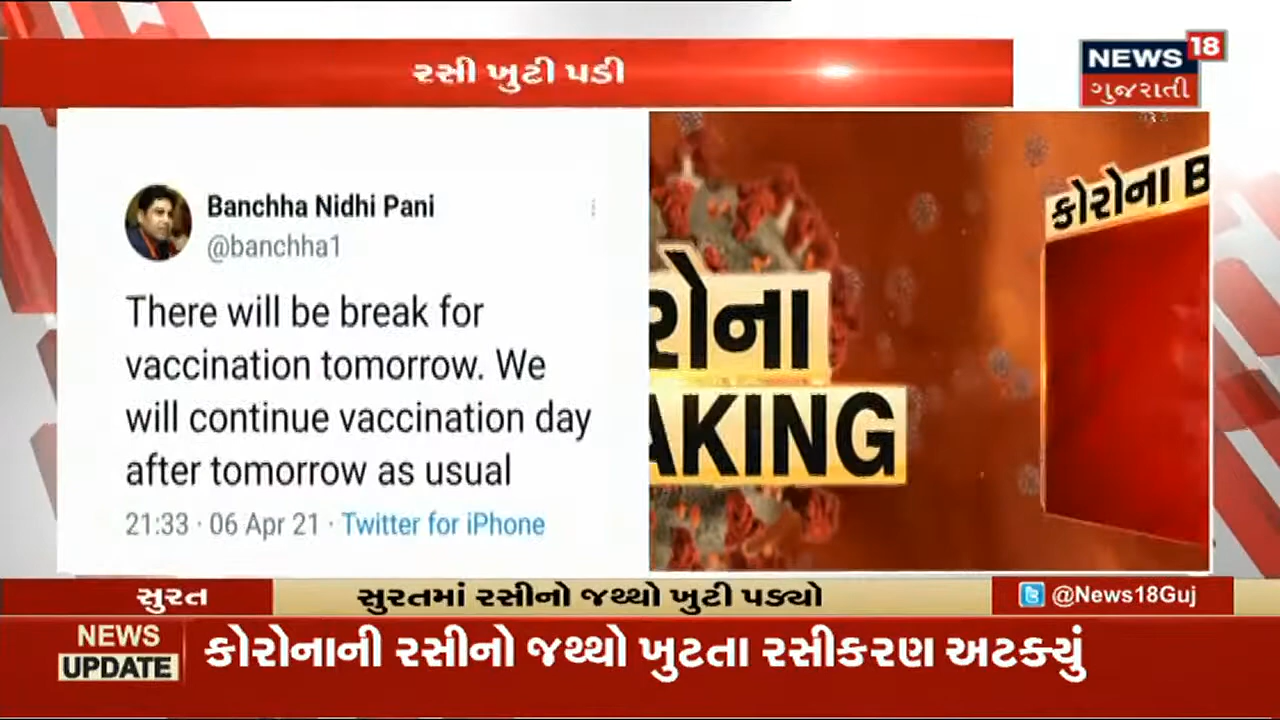 રસી ખુટી પડી
NEWS 18
ગુજરાતી
Banchha Nidhi Pani
@banchha1
There will be break for
vaccination tomorrow. We
will continue vaccination day
after tomorrow as usual
21:33 · 06 Apr 21 · Twitter for iPhone
રોના
AKING
કોરોના B
સુરત
સુરતમાં રસીનો જથ્થો ખુટી પડ્યો
@News18Guj
NEWS
UPDATE
કોરોનાની રસીનો જથ્થો ખુટતા રસીકરણ અટક્યું